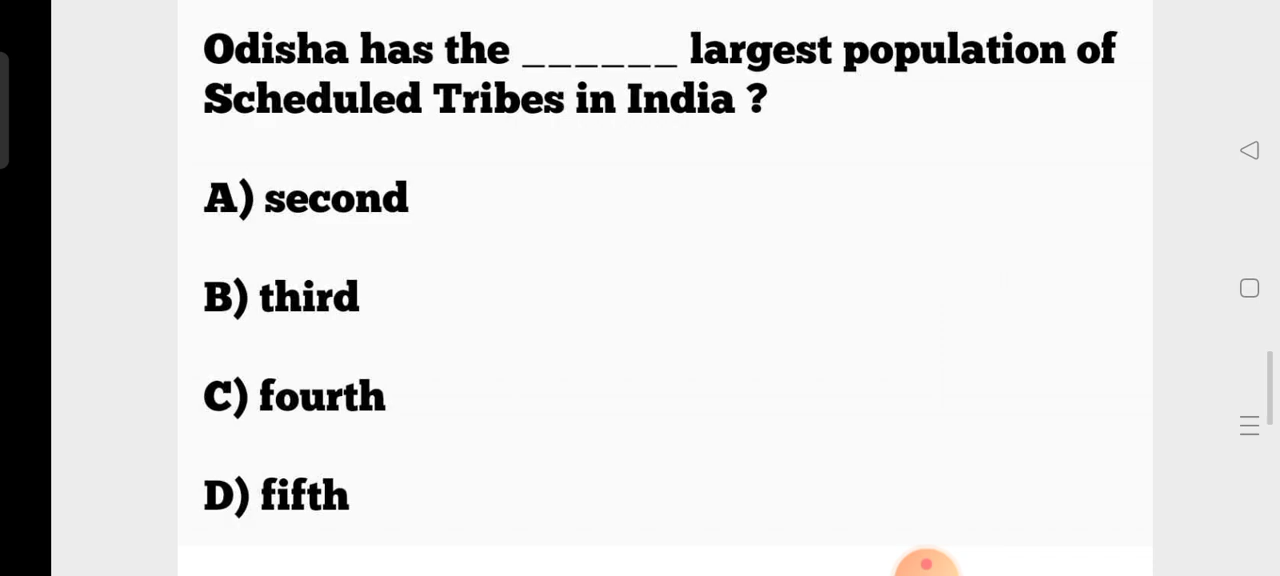 Odisha has the ______ largest population of
Scheduled Tribes in India ?
A) second
B) third
C) fourth
D) fifth